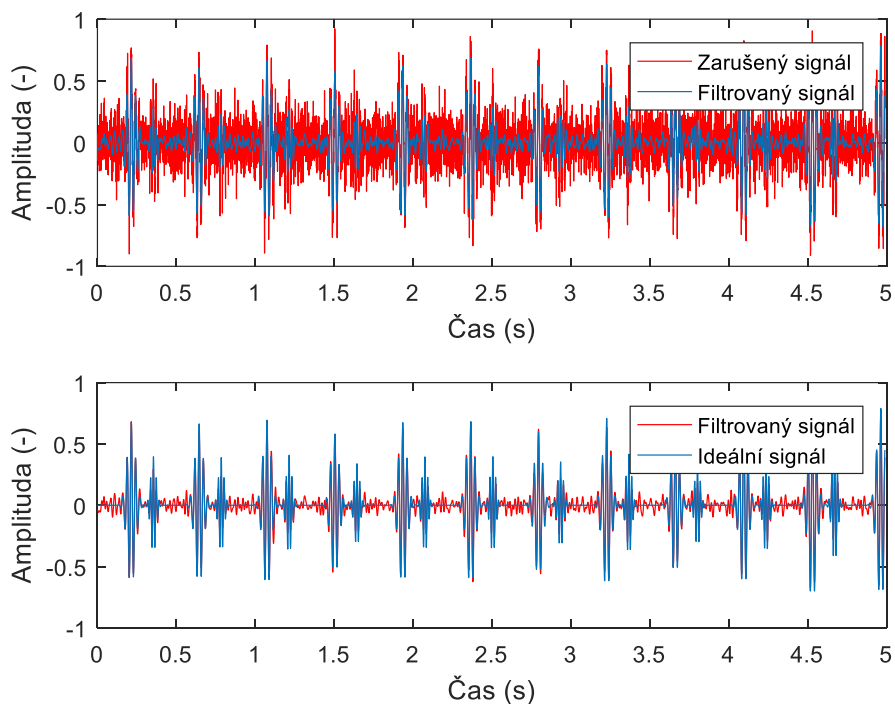 1
0.5
0
-0.5
-1
Amplituda (-)
Zarušený signál
Filtrovaný signál
0 0.5 1 1.5 2 2.5 3 3.5 4 4.5 5
Čas (s)
1
0.5
0
-0.5
-1
Amplituda (-)
Filtrovaný signál
Ideální signál
0 0.5 1 1.5 2 2.5 3 3.5 4 4.5 5
Čas (s)